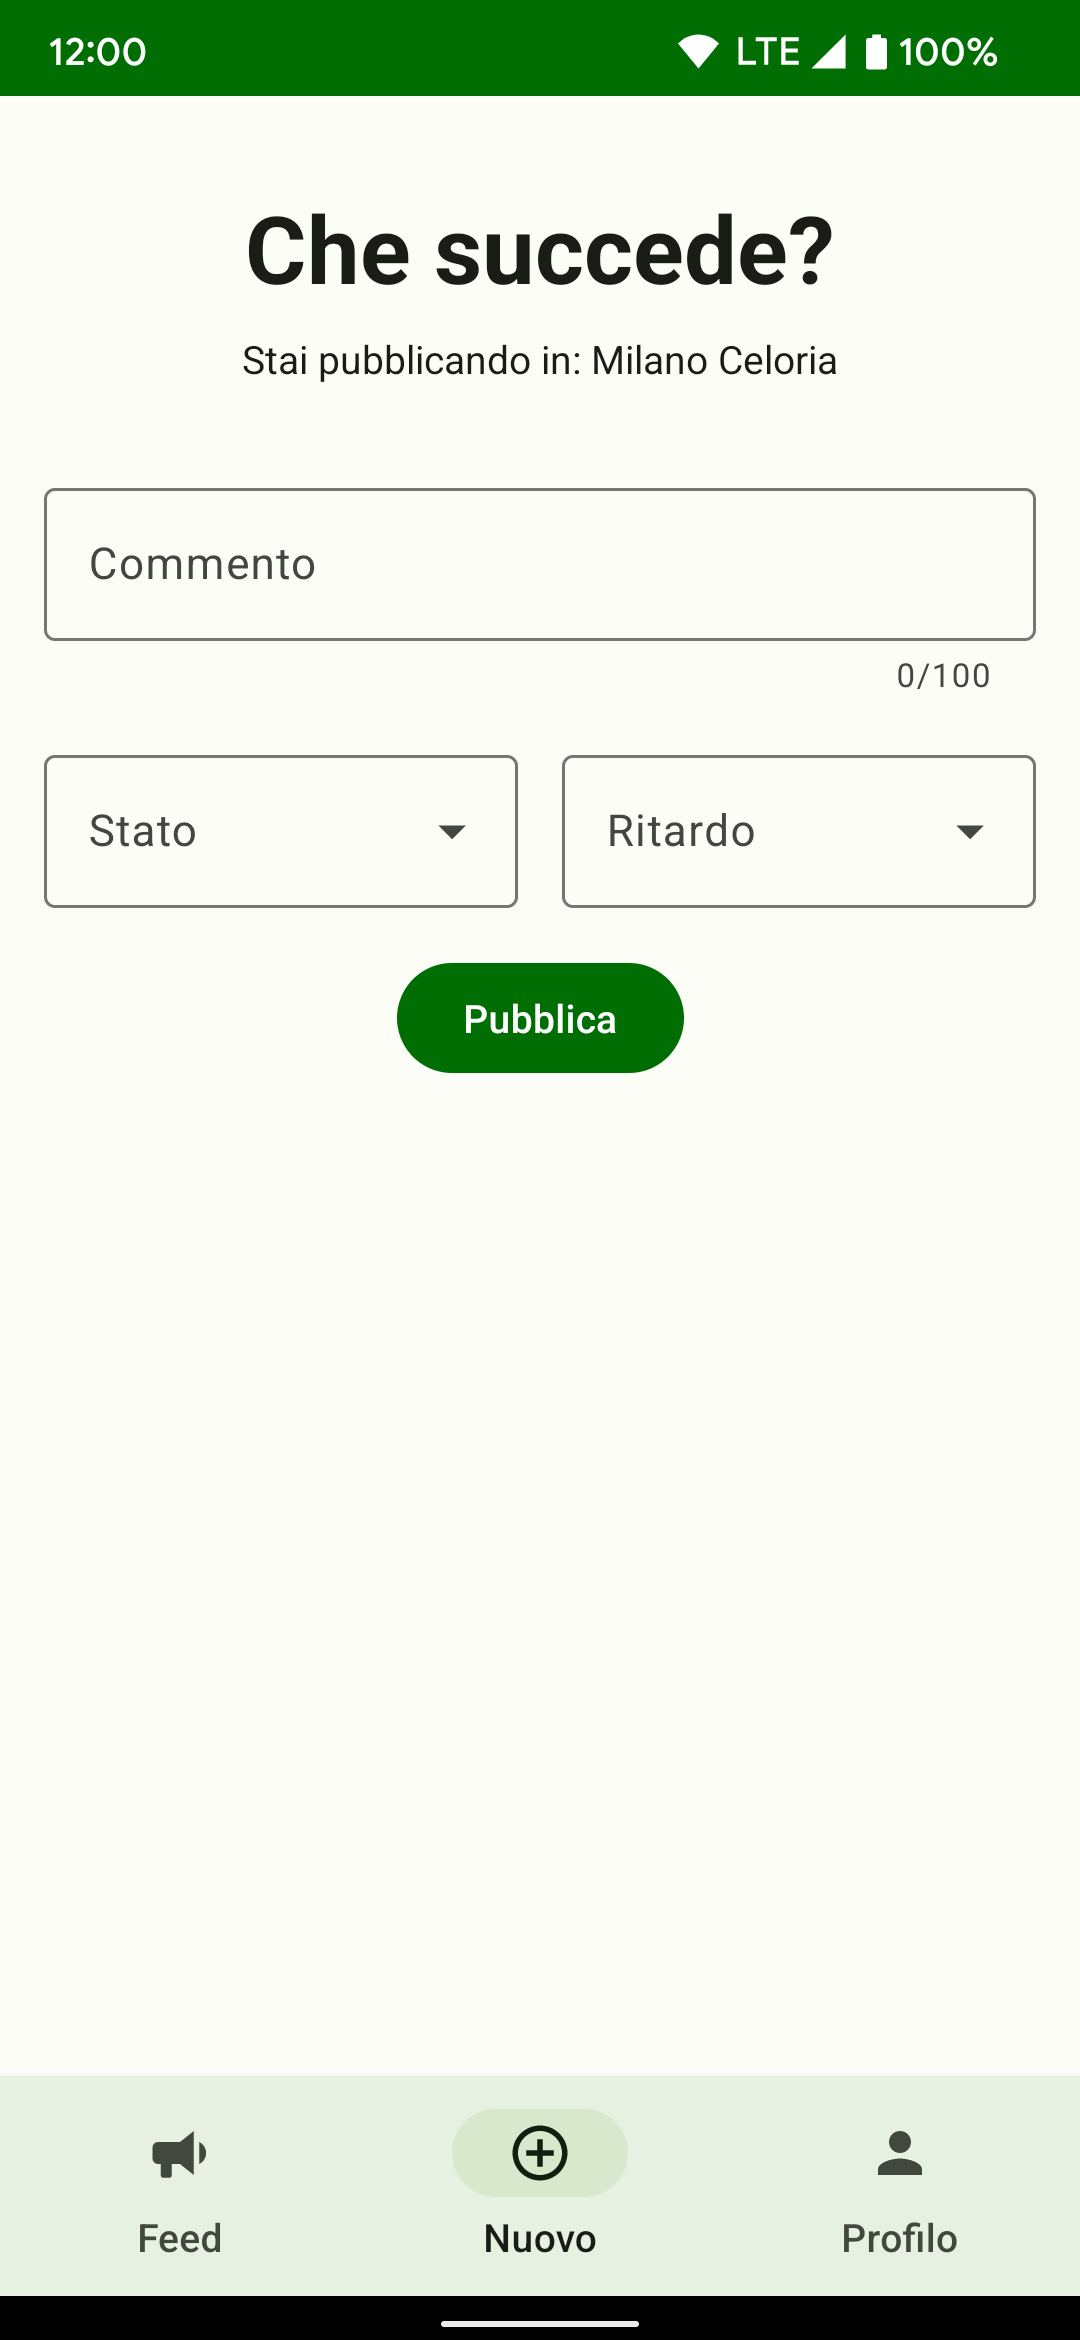 12:00 LTE 100%
Che succede?
Stai pubblicando in: Milano Celoria
Commento
0/100
Stato Ritardo
Pubblica
Feed Nuovo Profilo